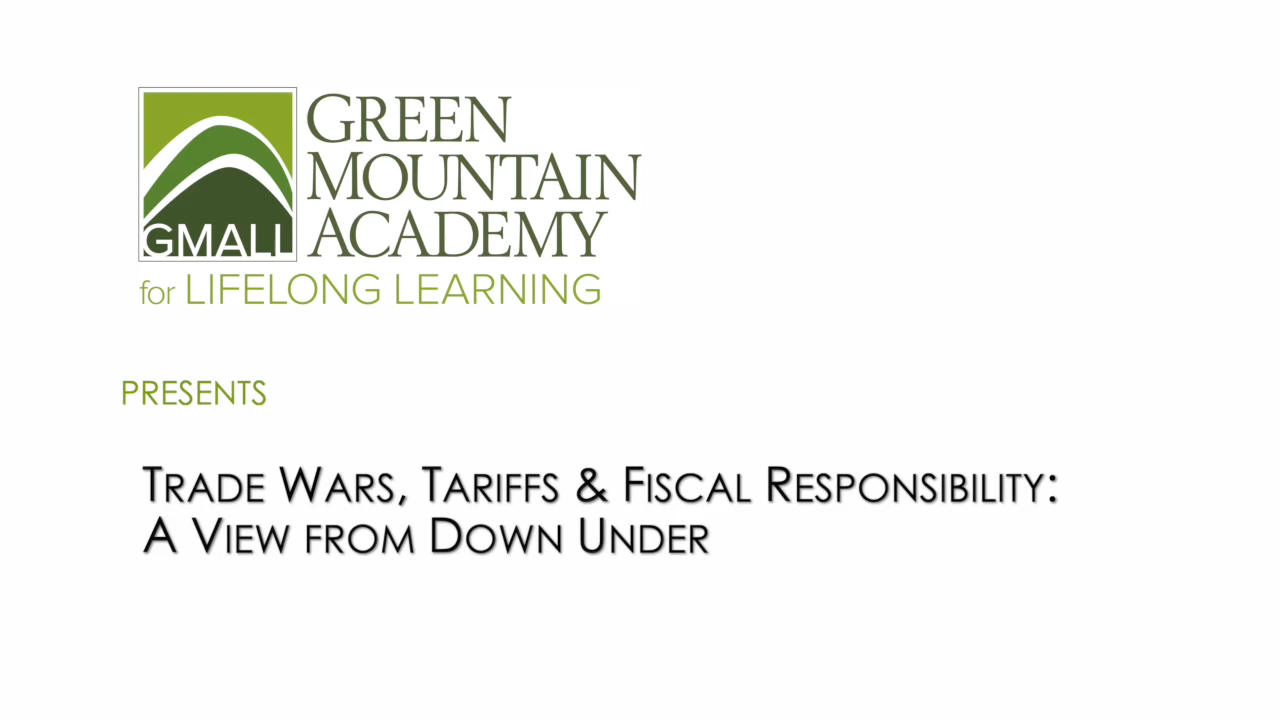 GREEN
MOUNTAIN
ACADEMY
GMALL
for LIFELONG LEARNING
PRESENTS
TRADE WARS, TARIFFS & FISCAL RESPONSIBILITY:
A VIEW FROM DOWN UNDER